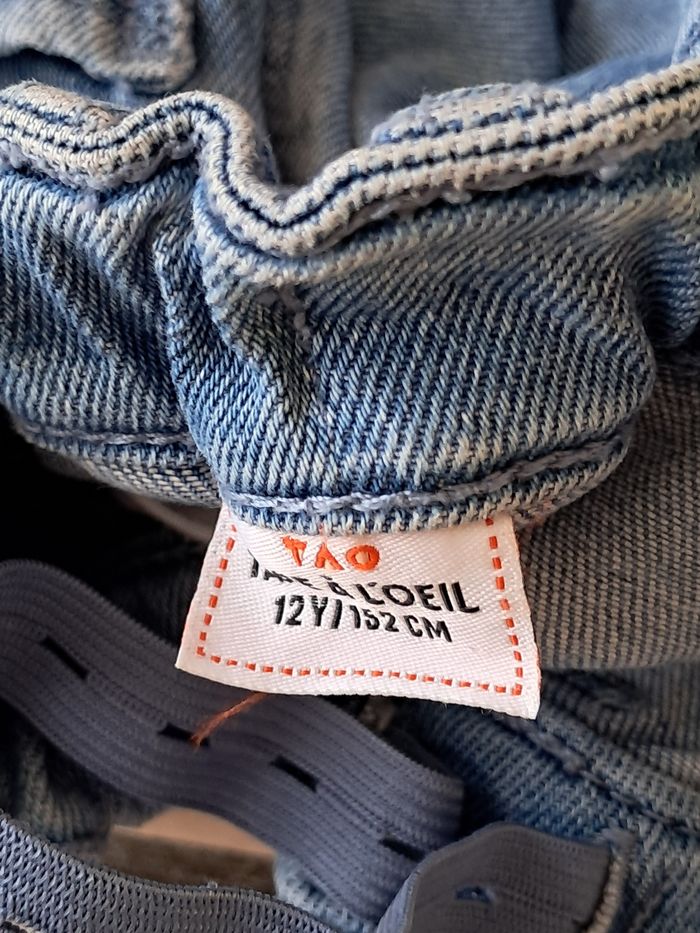 TAO
TAPE à L'OEIL
12Y/152 CM